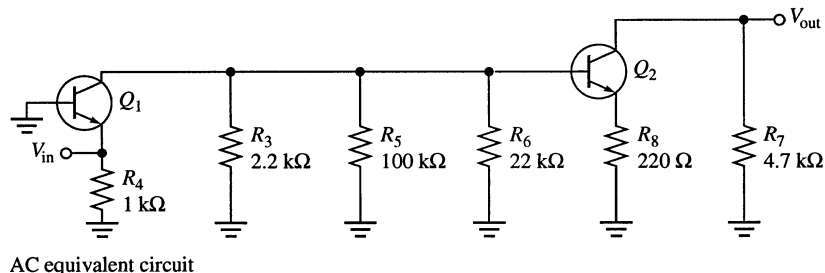 V_out
Q_1
Q_2
V_in
R_4
1 kΩ
R_3
2.2 kΩ
R_5
100 kΩ
R_6
22 kΩ
R_8
220 Ω
R_7
4.7 kΩ
AC equivalent circuit